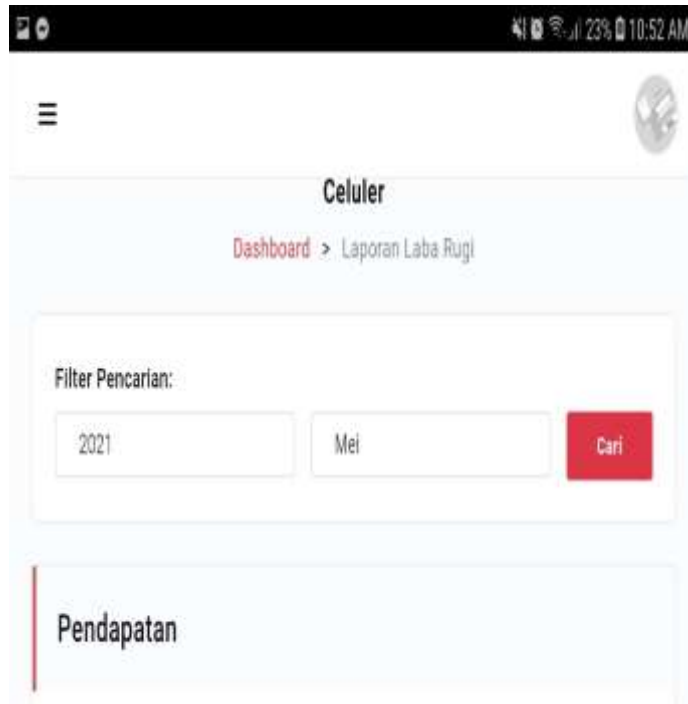 23% 10:52 AM
Celuler
Dashboard > Laporan Laba Rugi
Filter Pencarian:
2021 Mei Cari
Pendapatan